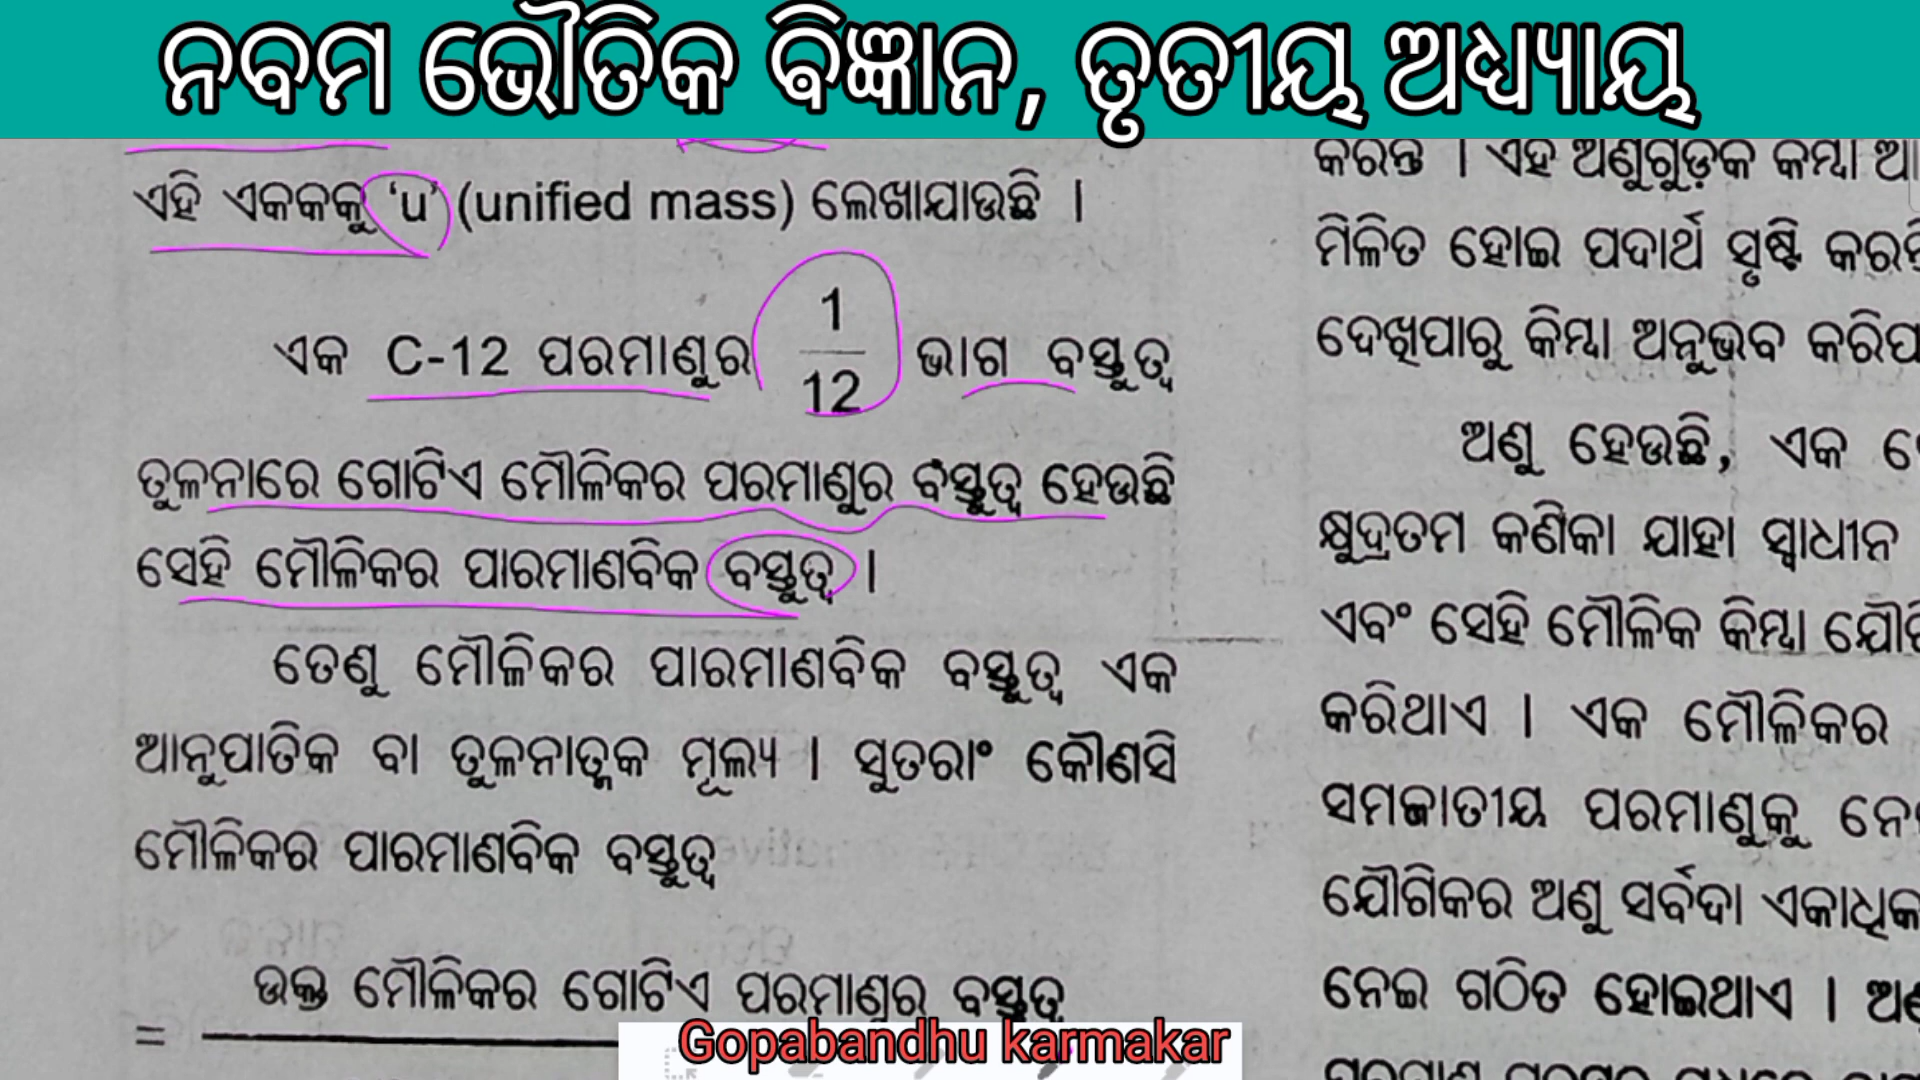 ନବମ ଭୌତିକ ବିଜ୍ଞାନ, ତୃତୀୟ ଅଧ୍ୟାୟ
ଏହି ଏକକକୁ ‘u’ (unified mass) ଲେଖାଯାଉଛି ।
ଏକ C-12 ପରମାଣୁର 1/12 ଭାଗ ବସ୍ତୁତ୍ୱ
ତୁଳନାରେ ଗୋଟିଏ ମୌଳିକର ପରମାଣୁର ବସ୍ତୁତ୍ୱ ହେଉଛି
ସେହି ମୌଳିକର ପାରମାଣବିକ ବସ୍ତୁତ୍ୱ ।
ତେଣୁ ମୌଳିକର ପାରମାଣବିକ ବସ୍ତୁତ୍ୱ ଏକ
ଆନୁପାତିକ ବା ତୁଳନାତ୍ମକ ମୂଲ୍ୟ । ସୁତରାଂ କୌଣସି
ମୌଳିକର ପାରମାଣବିକ ବସ୍ତୁତ୍ୱ
= ଉକ୍ତ ମୌଳିକର ଗୋଟିଏ ପରମାଣୁର ବସ୍ତୁତ୍ୱ
କରନ୍ତି । ଏହି ଅଣୁଗୁଡ଼ିକ କିମ୍ବା
ମିଳିତ ହୋଇ ପଦାର୍ଥ ସୃଷ୍ଟି
ଦେଖିପାରୁ କିମ୍ବା ଅନୁଭବ
ଅଣୁ ହେଉଛି, ଏକ
କ୍ଷୁଦ୍ରତମ କଣିକା ଯାହା ସ୍ୱାଧୀନ
ଏବଂ ସେହି ମୌଳିକ କିମ୍ବା
କରିଥାଏ । ଏକ ମୌଳିକର
ସମଜାତୀୟ ପରମାଣୁକୁ
ଯୌଗିକର ଅଣୁ ସର୍ବଦା
ନେଇ ଗଠିତ ହୋଇଥାଏ ।
Gopabandhu karmakar